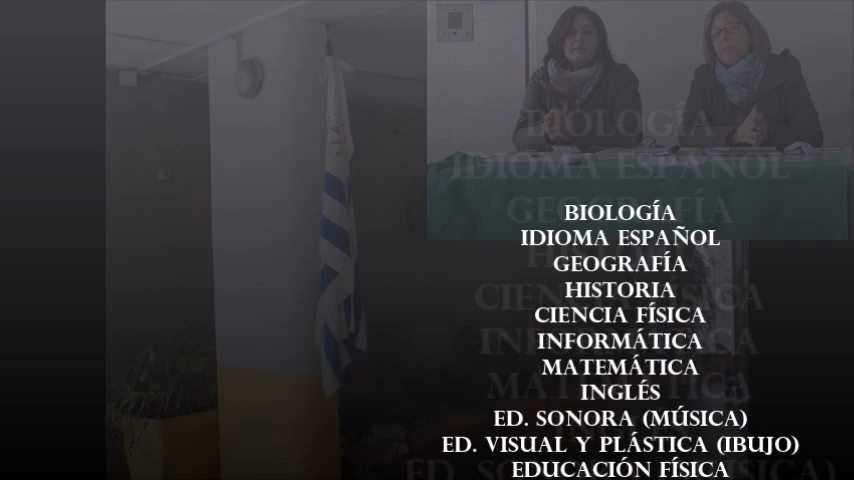 BIOLOGÍA
IDIOMA ESPAÑOL
GEOGRAFÍA
HISTORIA
CIENCIA FÍSICA
INFORMÁTICA
MATEMÁTICA
INGLÉS
ED. SONORA (MÚSICA)
ED. VISUAL Y PLÁSTICA (IBUJO)
EDUCACIÓN FÍSICA